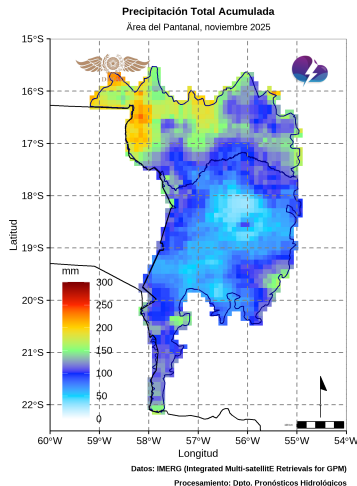 Precipitación Total Acumulada
Área del Pantanal, noviembre 2025
15°S
16°S
17°S
18°S
19°S
20°S
21°S
22°S
Latitud
mm
300
250
200
150
100
50
0
60°W
59°W
58°W
57°W
56°W
55°W
54°W
Longitud
Datos: IMERG (Integrated Multi-satellitE Retrievals for GPM)
Procesamiento: Dpto. Pronósticos Hidrológicos